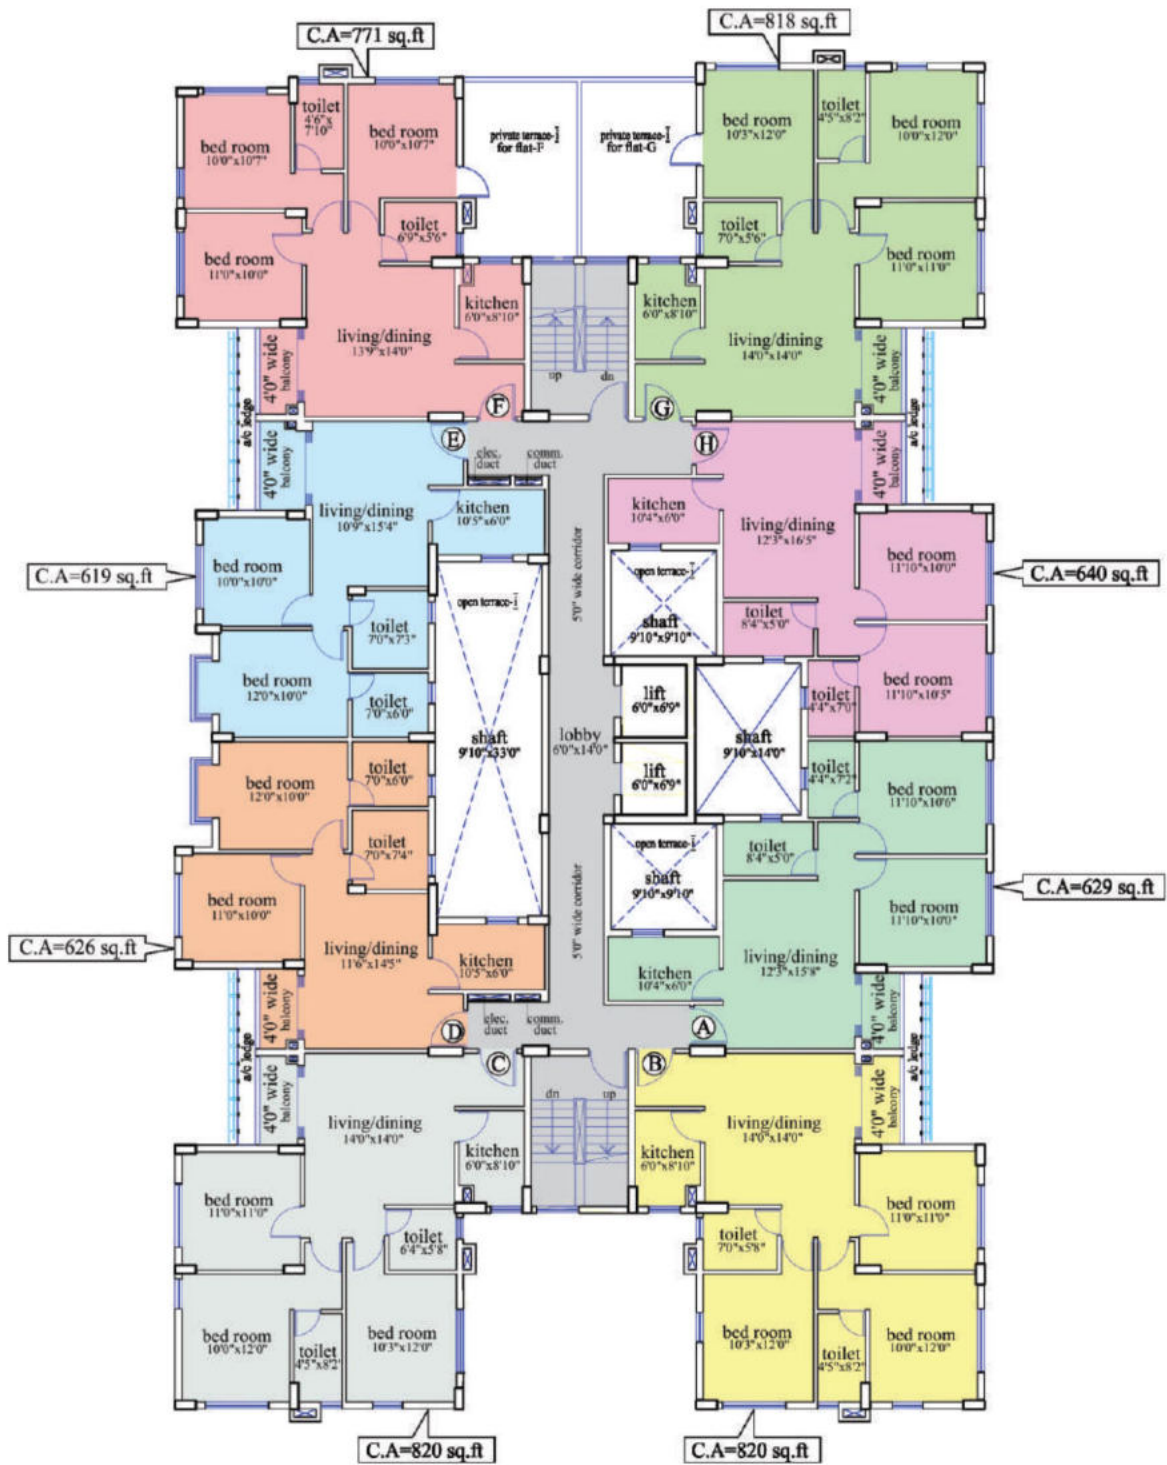 C.A=771 sq.ft
C.A=818 sq.ft
toilet
4'6"x
7'10"
bed room
10'0"x10'7"
bed room
10'0"x10'7"
private terrace-I
for flat-F
private terrace-I
for flat-G
bed room
10'3"x12'0"
toilet
4'5"x8'2"
bed room
10'0"x12'0"
toilet
6'9"x5'6"
toilet
7'0"x5'6"
bed room
11'0"x10'0"
bed room
11'0"x11'0"
kitchen
6'0"x8'10"
kitchen
6'0"x8'10"
living/dining
13'9"x14'0"
living/dining
14'0"x14'0"
up
dn
4'0" wide
balcony
4'0" wide
balcony
a/c ledge
a/c ledge
F
G
E
H
4'0" wide
balcony
4'0" wide
balcony
elec.
duct
comm.
duct
living/dining
10'9"x15'4"
kitchen
10'5"x6'0"
kitchen
10'4"x6'0"
living/dining
12'3"x16'5"
bed room
10'0"x10'0"
bed room
11'10"x10'0"
C.A=619 sq.ft
C.A=640 sq.ft
open terrace-I
5'0" wide corridor
open terrace-I
shaft
9'10"x9'10"
toilet
8'4"x5'0"
toilet
7'0"x7'3"
bed room
12'0"x10'0"
toilet
7'0"x6'0"
lift
6'0"x6'9"
toilet
4'4"x7'0"
bed room
11'10"x10'5"
shaft
9'10"x33'0"
lobby
6'0"x14'0"
shaft
9'10"x14'0"
bed room
12'0"x10'0"
toilet
7'0"x6'0"
lift
6'0"x6'9"
toilet
4'4"x7'2"
bed room
11'10"x10'6"
toilet
7'0"x7'4"
open terrace-I
shaft
9'10"x9'10"
toilet
8'4"x5'0"
5'0" wide corridor
bed room
11'0"x10'0"
bed room
11'10"x10'0"
C.A=629 sq.ft
C.A=626 sq.ft
living/dining
11'6"x14'5"
kitchen
10'5"x6'0"
kitchen
10'4"x6'0"
living/dining
12'3"x15'8"
4'0" wide
balcony
4'0" wide
balcony
elec.
duct
comm.
duct
D
A
C
B
a/c ledge
a/c ledge
4'0" wide
balcony
4'0" wide
balcony
dn
up
living/dining
14'0"x14'0"
living/dining
14'0"x14'0"
kitchen
6'0"x8'10"
kitchen
6'0"x8'10"
bed room
11'0"x11'0"
bed room
11'0"x11'0"
toilet
6'4"x5'8"
toilet
7'0"x5'8"
bed room
10'0"x12'0"
toilet
4'5"x8'2"
bed room
10'3"x12'0"
bed room
10'3"x12'0"
toilet
4'5"x8'2"
bed room
10'0"x12'0"
C.A=820 sq.ft
C.A=820 sq.ft